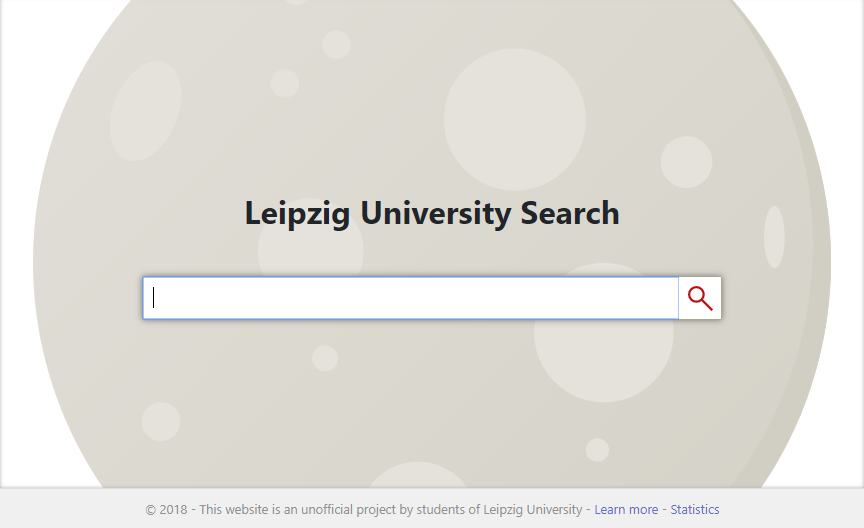 Leipzig University Search
© 2018 - This website is an unofficial project by students of Leipzig University - Learn more - Statistics